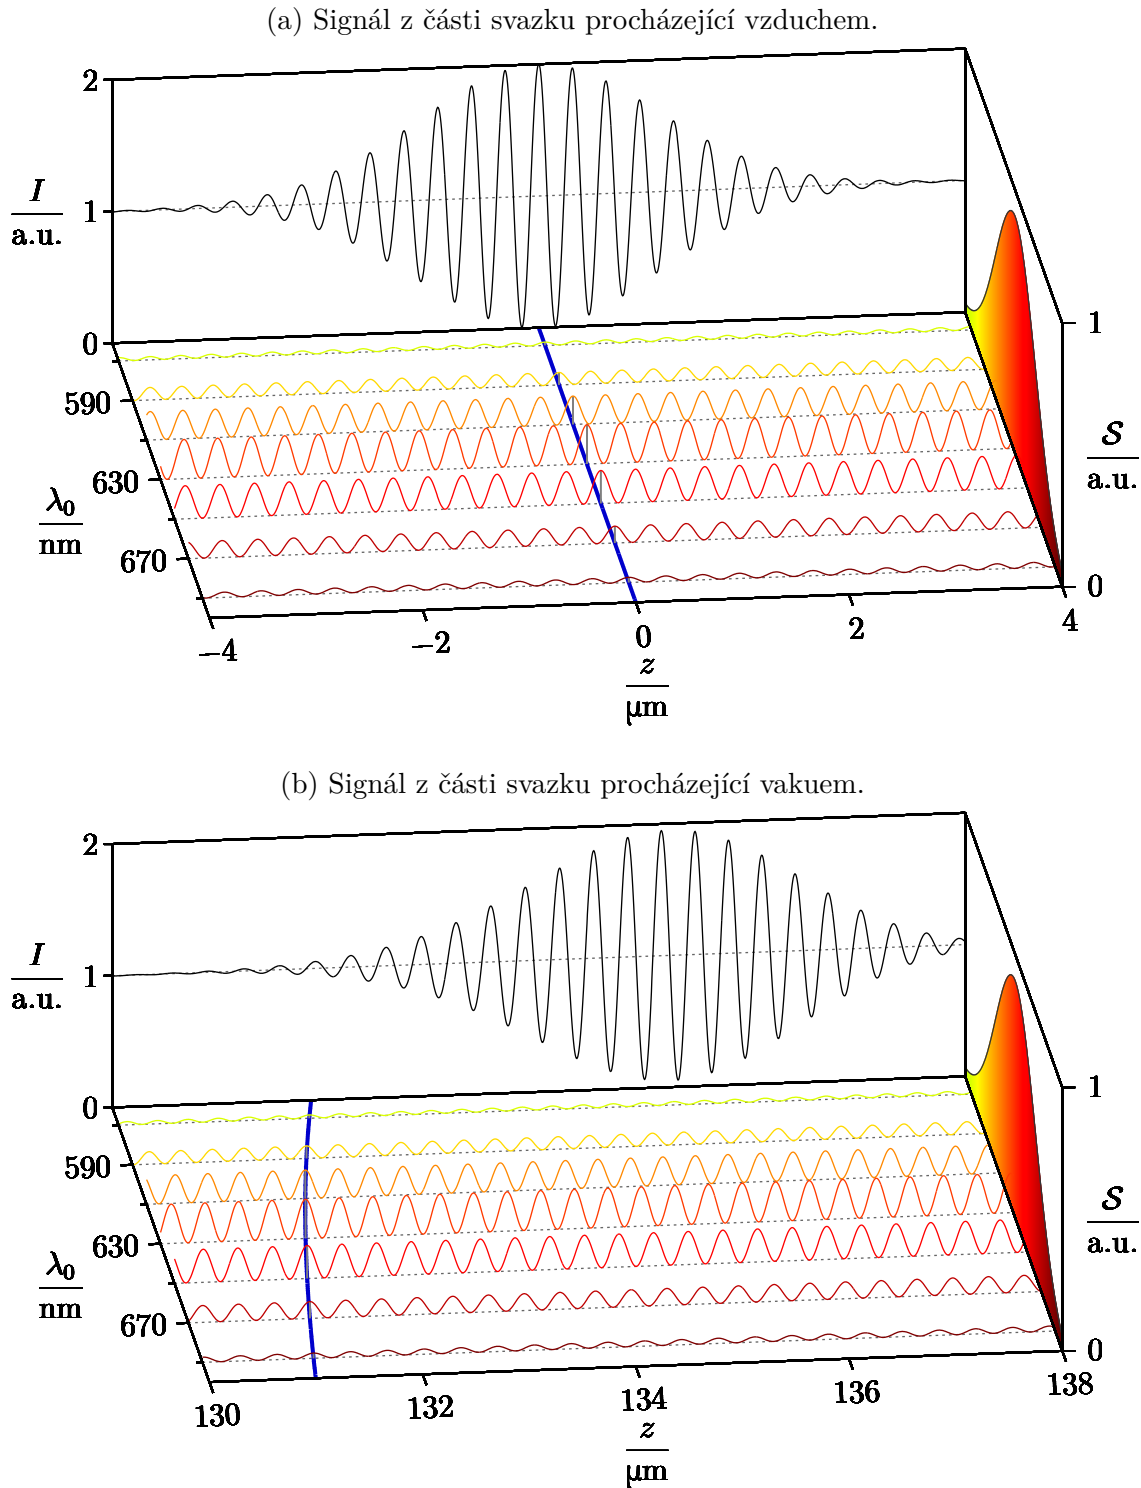 (a) Signál z části svazku procházející vzduchem.
2
I
a.u.
1
0
590
630
670
λ₀
nm
1
S
a.u.
0
−4
−2
0
2
4
z
µm
(b) Signál z části svazku procházející vakuem.
2
I
a.u.
1
0
590
630
670
λ₀
nm
1
S
a.u.
0
130
132
134
136
138
z
µm